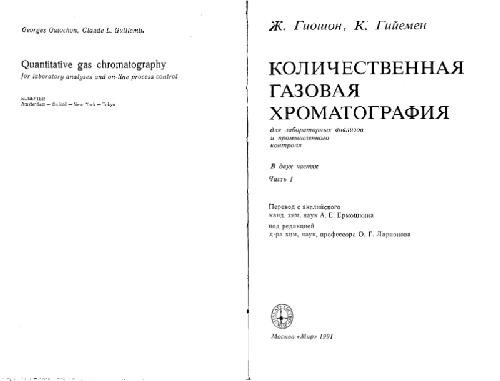 Georges Guiochon, Claude L. Guillemin
Quantitative gas chromatography
for laboratory analyses and on-line process control
ELSEVIER
Amsterdam — Oxford — New York — Tokyo
Ж. Гиошон, К. Гийемен
КОЛИЧЕСТВЕННАЯ
ГАЗОВАЯ
ХРОМАТОГРАФИЯ
для лабораторных анализов
и промышленного
контроля
В двух частях
Часть 1
Перевод с английского
канд. хим. наук А. Б. Ермошкина
под редакцией
д-ра хим. наук, профессора О. Г. Ларионова
Москва «Мир» 1991